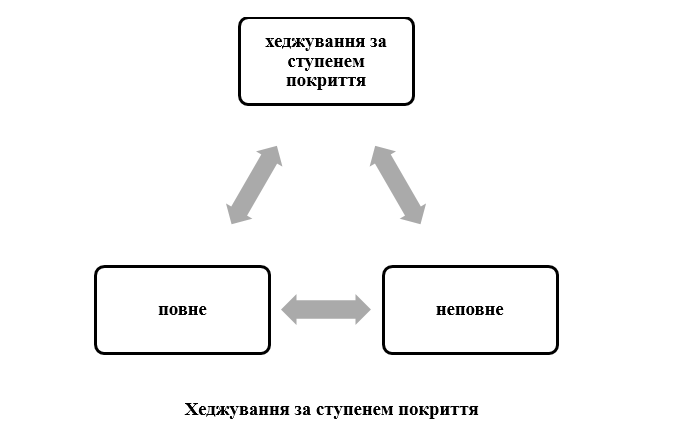 хеджування за
ступенем
покриття
повне
неповне
Хеджування за ступенем покриття